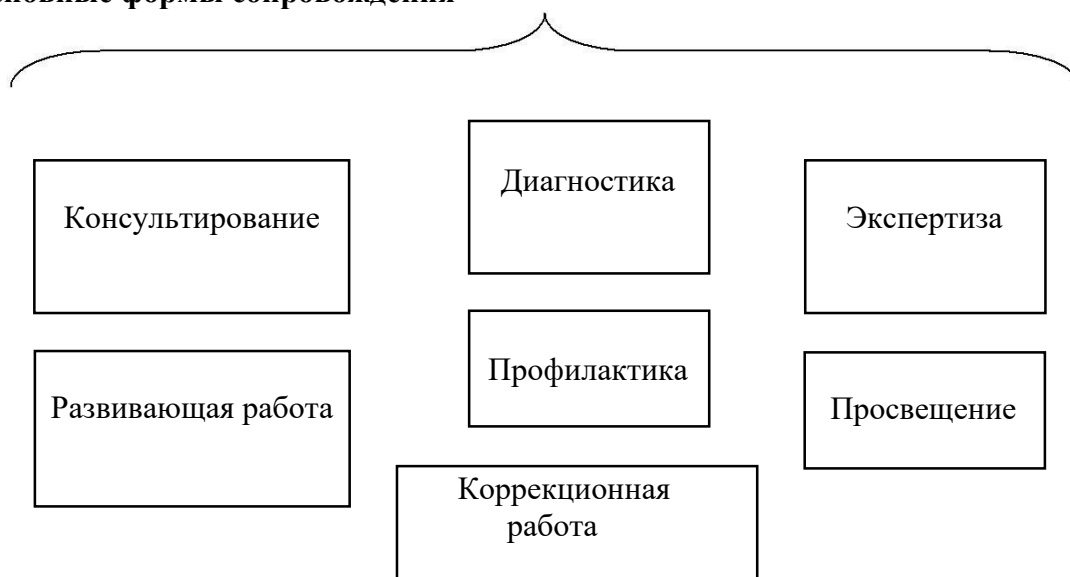 формы сопровождения
Консультирование
Диагностика
Экспертиза
Развивающая работа
Профилактика
Просвещение
Коррекционная
работа